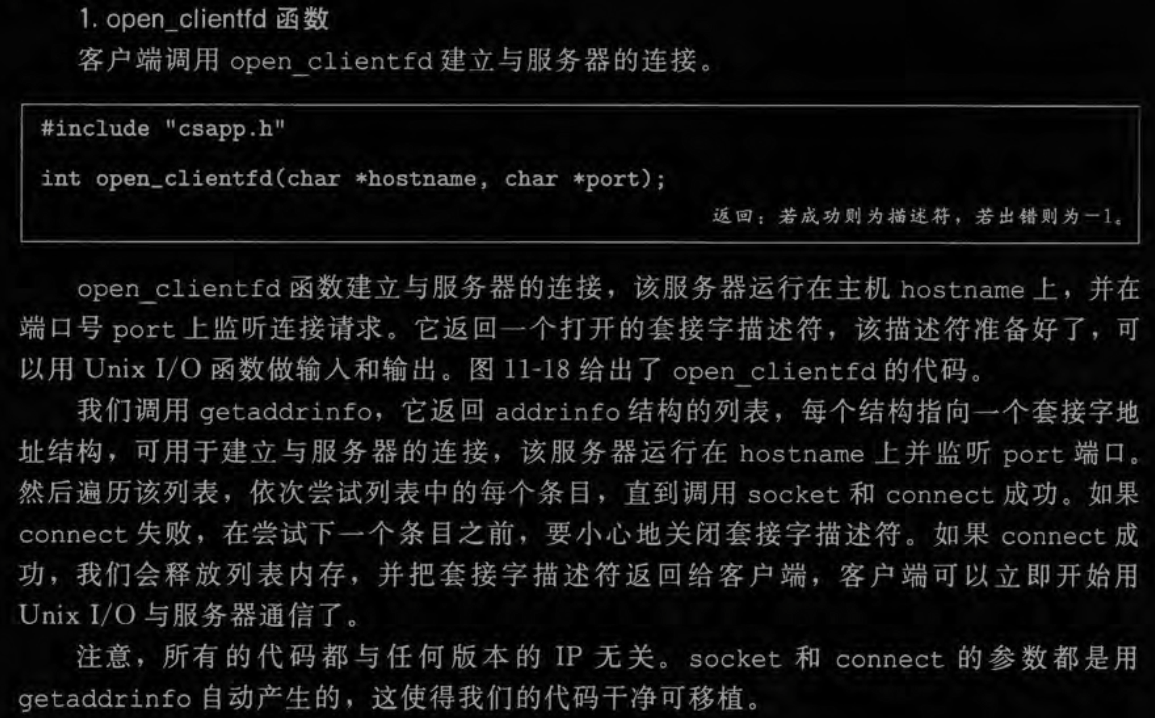 1. open_clientfd 函数
客户端调用 open_clientfd 建立与服务器的连接。
#include "csapp.h"
int open_clientfd(char *hostname, char *port);
返回：若成功则为描述符，若出错则为－1。
open_clientfd 函数建立与服务器的连接，该服务器运行在主机 hostname 上，并在
端口号 port 上监听连接请求。它返回一个打开的套接字描述符，该描述符准备好了，可
以用 Unix I/O 函数做输入和输出。图 11-18 给出了 open_clientfd 的代码。
我们调用 getaddrinfo，它返回 addrinfo 结构的列表，每个结构指向一个套接字地
址结构，可用于建立与服务器的连接，该服务器运行在 hostname 上并监听 port 端口。
然后遍历该列表，依次尝试列表中的每个条目，直到调用 socket 和 connect 成功。如果
connect 失败，在尝试下一个条目之前，要小心地关闭套接字描述符。如果 connect 成
功，我们会释放列表内存，并把套接字描述符返回给客户端，客户端可以立即开始用
Unix I/O 与服务器通信了。
注意，所有的代码都与任何版本的 IP 无关。socket 和 connect 的参数都是用
getaddrinfo 自动产生的，这使得我们的代码干净可移植。